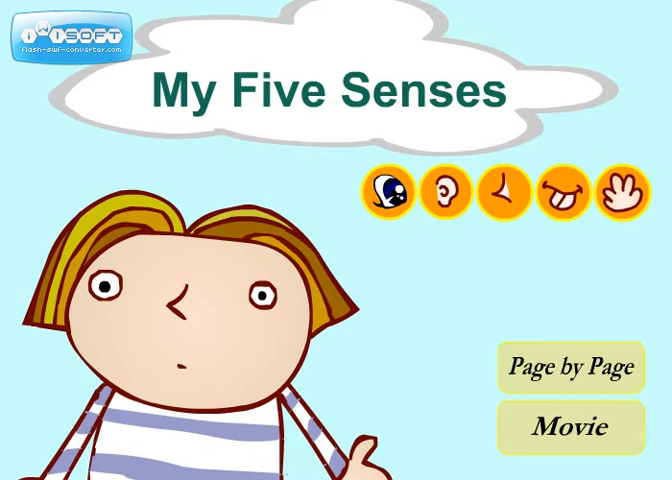 iWiSOFT
flash-swf-converter.com
My Five Senses
Page by Page
Movie